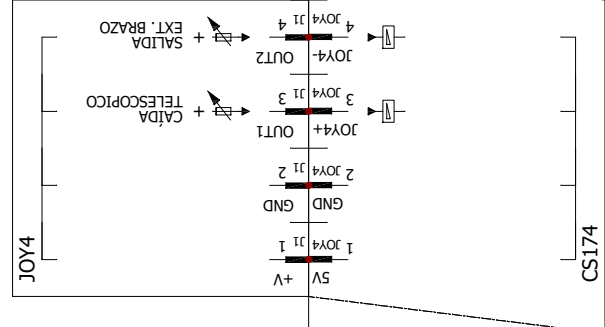 JOY4
CS174
V+
5V
1
J1
JOY4
1
GND
GND
2
J1
JOY4
2
CAÍDA
TELESCOPICO
+
OUT1
JOY4+
3
J1
JOY4
3
SALIDA
EXT. BRAZO
+
OUT2
JOY4-
4
J1
JOY4
4